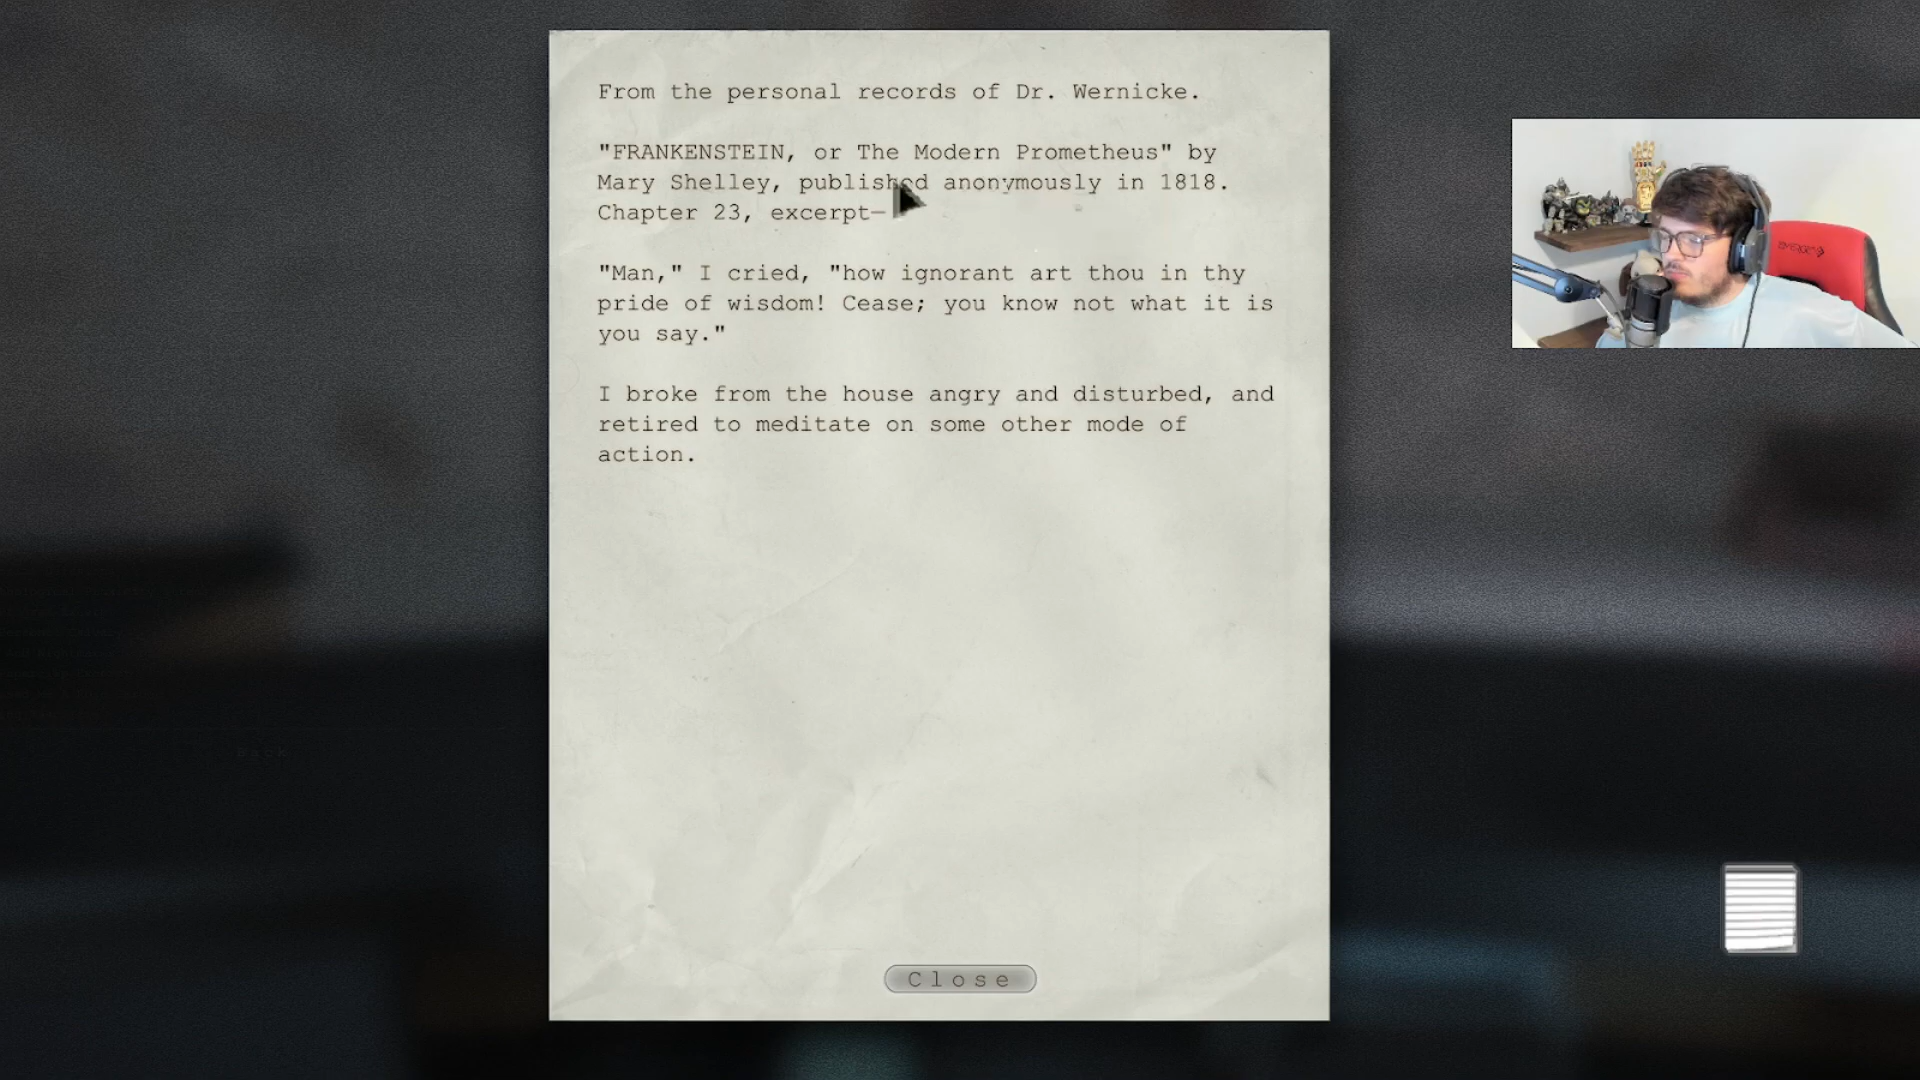 From the personal records of Dr. Wernicke.
"FRANKENSTEIN, or The Modern Prometheus" by
Mary Shelley, published anonymously in 1818.
Chapter 23, excerpt—
"Man," I cried, "how ignorant art thou in thy
pride of wisdom! Cease; you know not what it is
you say."
I broke from the house angry and disturbed, and
retired to meditate on some other mode of
action.
Back
Close